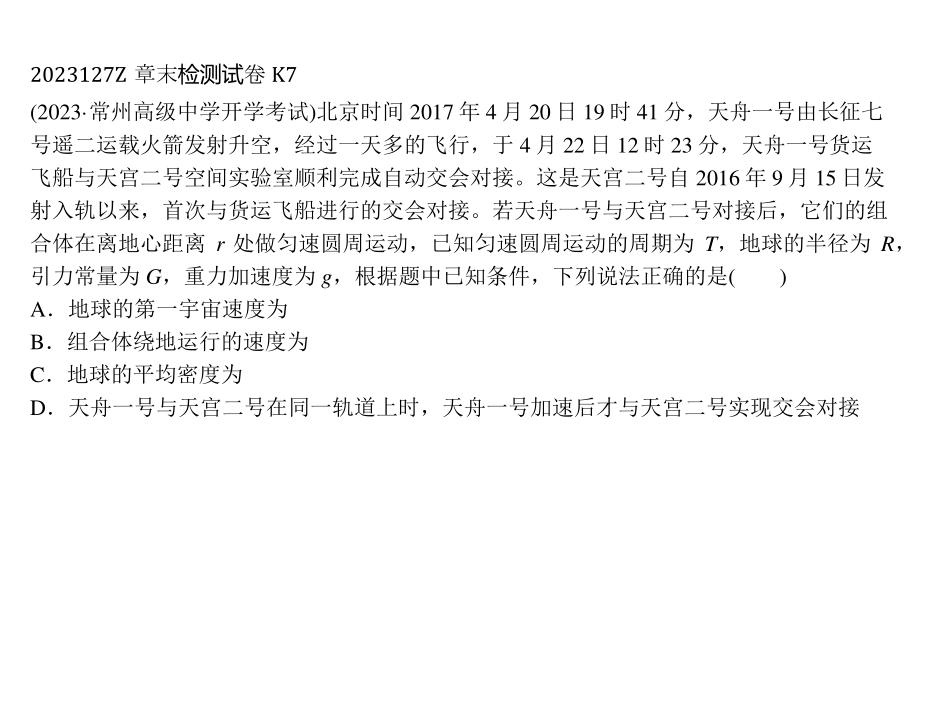 2023127Z 章末检测试卷 K7
(2023·常州高级中学开学考试)北京时间 2017 年 4 月 20 日 19 时 41 分，天舟一号由长征七
号遥二运载火箭发射升空，经过一天多的飞行，于 4 月 22 日 12 时 23 分，天舟一号货运
飞船与天宫二号空间实验室顺利完成自动交会对接。这是天宫二号自 2016 年 9 月 15 日发
射入轨以来，首次与货运飞船进行的交会对接。若天舟一号与天宫二号对接后，它们的组
合体在离地心距离 r 处做匀速圆周运动，已知匀速圆周运动的周期为 T，地球的半径为 R，
引力常量为 G，重力加速度为 g，根据题中已知条件，下列说法正确的是(　　)
A．地球的第一宇宙速度为
B．组合体绕地运行的速度为
C．地球的平均密度为
D．天舟一号与天宫二号在同一轨道上时，天舟一号加速后才与天宫二号实现交会对接